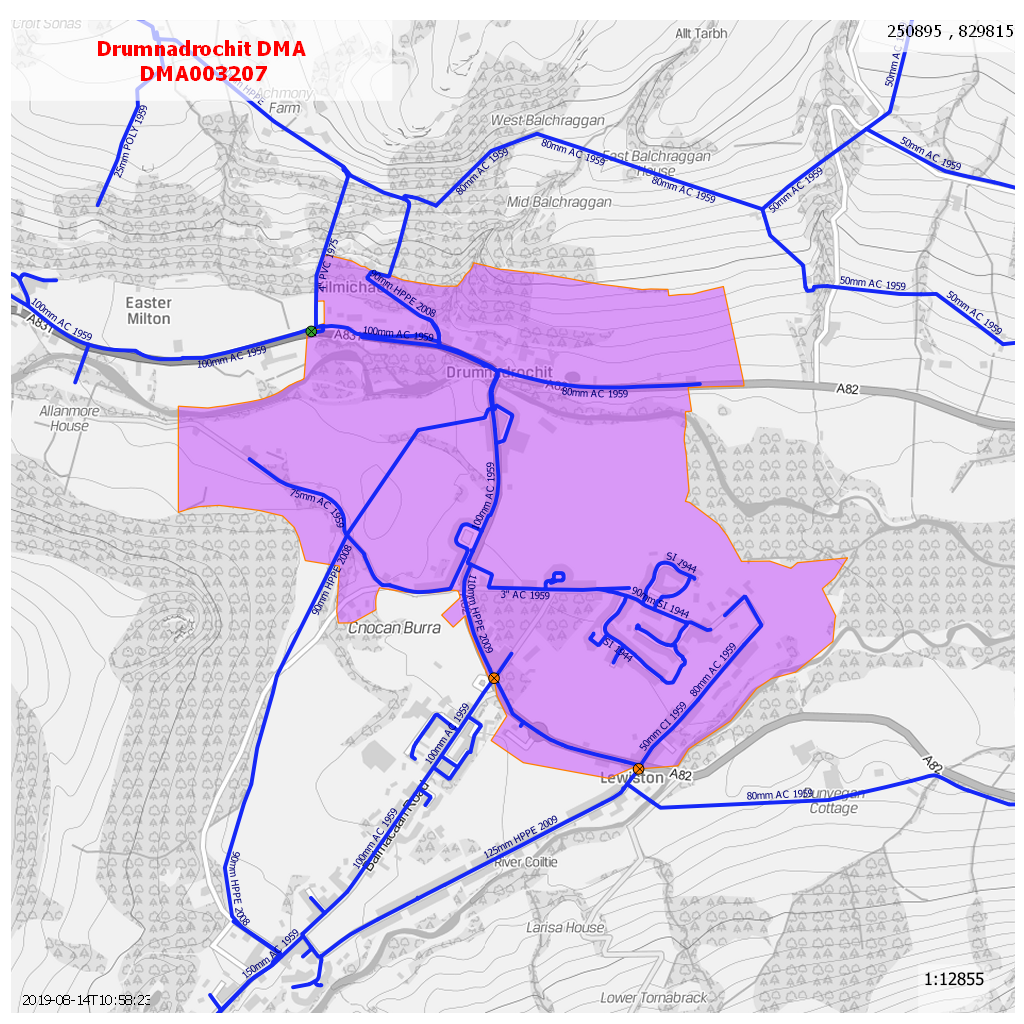 Croit Sonas
Allt Tarbh
250895 , 829815
Drumnadrochit DMA
DMA003207
50mm AC
HPPE
Achmony
Farm
25mm POLY 1959
West Balchraggan
80mm AC 1959
80mm AC 1959
East Balchraggan
House
50mm AC 1959
80mm AC 1959
50mm AC 1959
Mid Balchraggan
4" PVC 1975
Kilmichael
90mm HPPE 2008
50mm AC 1959
50mm AC 1959
Easter
Milton
100mm AC 1959
A831
100mm AC 1959
A831
100mm AC 1959
Drumnadrochit
80mm AC 1959
A82
Allanmore
House
75mm AC 1959
100mm AC 1959
90mm HPPE 2008
SI 1944
110mm HPPE 2009
3" AC 1959
90mm SI 1944
SI 1944
Cnocan Burra
80mm AC 1959
50mm CI 1959
100mm AC 1959
Lewiston
A82
A82
80mm AC 1959
Dunvegan
Cottage
Balmacaan Road
100mm AC 1959
125mm HPPE 2009
River Coiltie
90mm HPPE 2008
Larisa House
150mm AC 1959
1:12855
2019-08-14T10:58:23
Lower Tornabrack